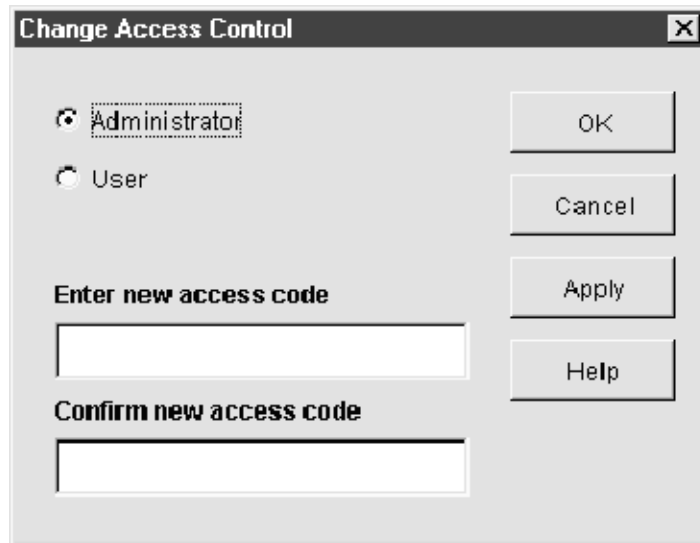 Change Access Control
Administrator
User
OK
Cancel
Apply
Help
Enter new access code
Confirm new access code